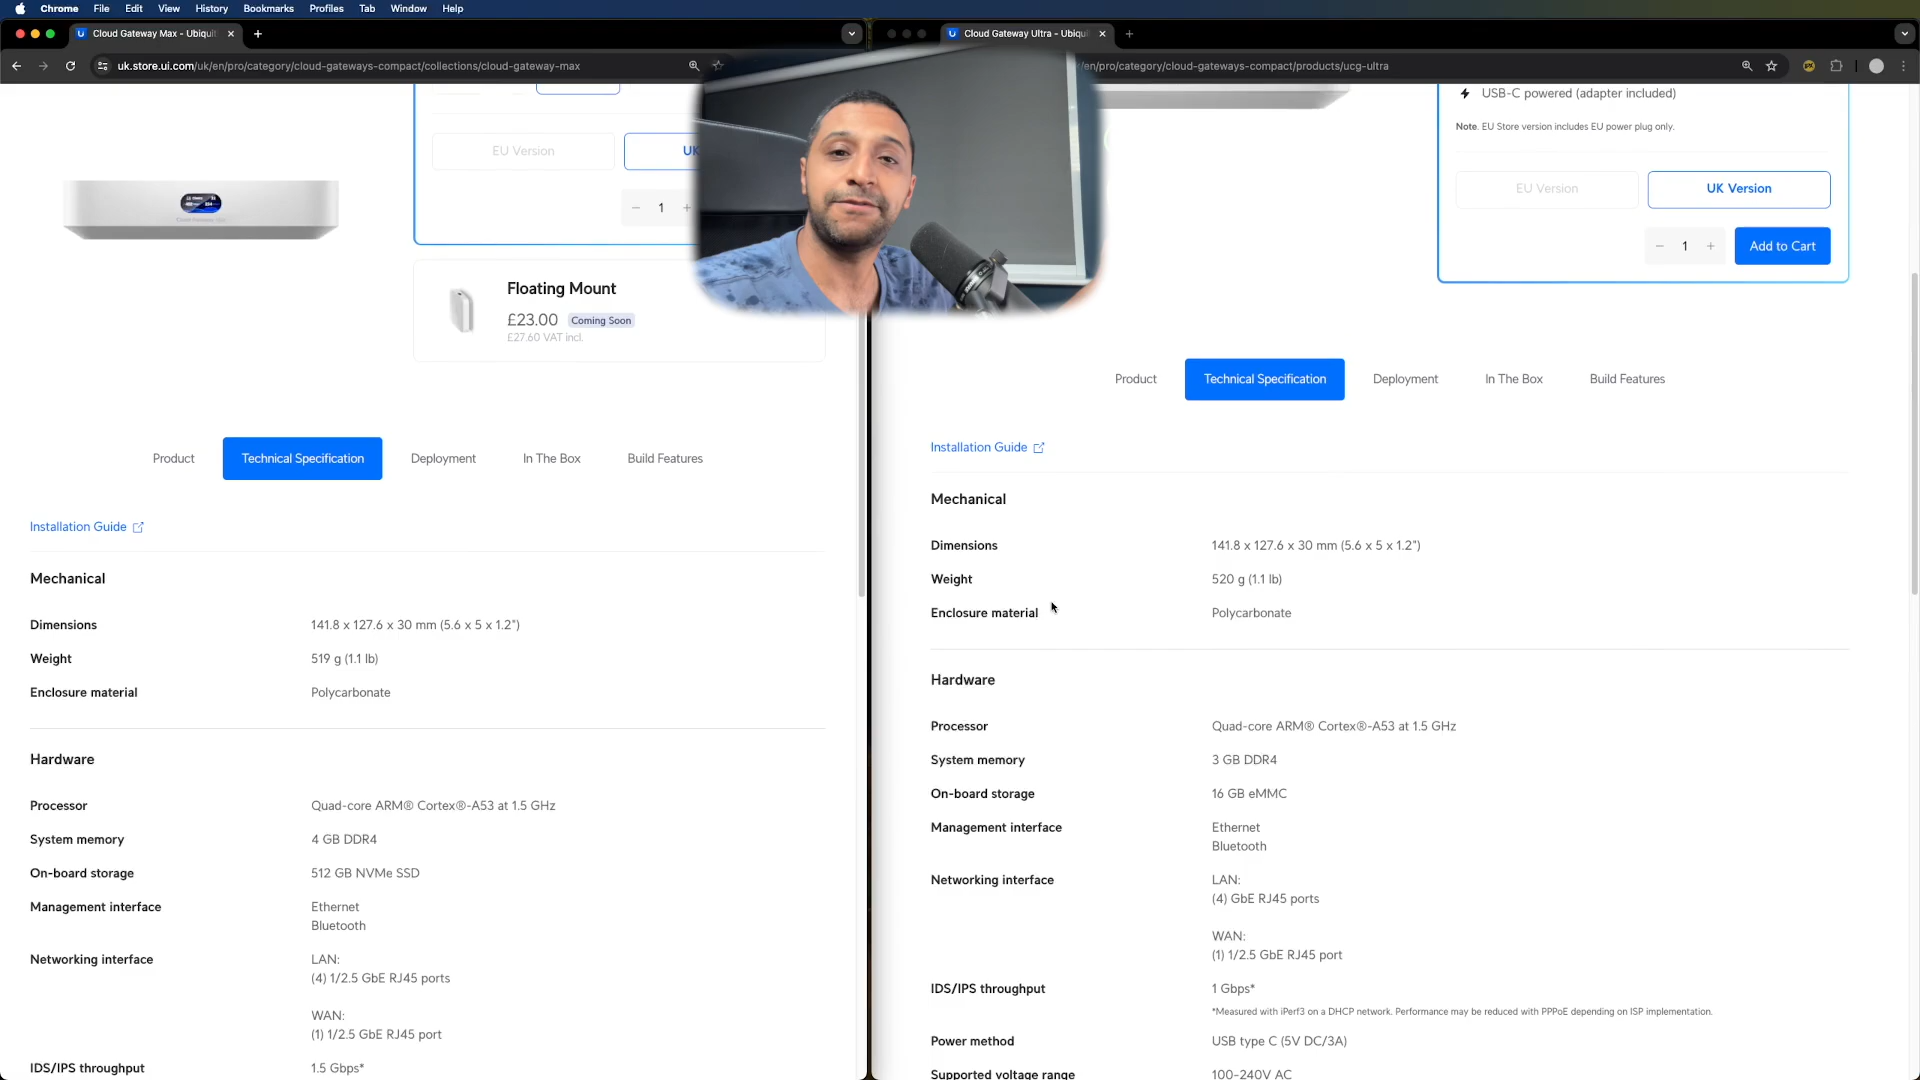 Chrome File Edit View History Bookmarks Profiles Tab Window Help
Cloud Gateway Max - Ubiquit
uk.store.ui.com/uk/en/pro/category/cloud-gateways-compact/collections/cloud-gateway-max
EU Version
UK
− 1 +
Floating Mount
£23.00 Coming Soon
£27.60 VAT incl.
Product Technical Specification Deployment In The Box Build Features
Installation Guide
Mechanical
Dimensions 141.8 x 127.6 x 30 mm (5.6 x 5 x 1.2")
Weight 519 g (1.1 lb)
Enclosure material Polycarbonate
Hardware
Processor Quad-core ARM® Cortex®-A53 at 1.5 GHz
System memory 4 GB DDR4
On-board storage 512 GB NVMe SSD
Management interface Ethernet
Bluetooth
Networking interface LAN:
(4) 1/2.5 GbE RJ45 ports
WAN:
(1) 1/2.5 GbE RJ45 port
IDS/IPS throughput 1.5 Gbps*
Cloud Gateway Ultra - Ubiqu
/en/pro/category/cloud-gateways-compact/products/ucg-ultra
USB-C powered (adapter included)
Note. EU Store version includes EU power plug only.
EU Version UK Version
− 1 + Add to Cart
Product Technical Specification Deployment In The Box Build Features
Installation Guide
Mechanical
Dimensions 141.8 x 127.6 x 30 mm (5.6 x 5 x 1.2")
Weight 520 g (1.1 lb)
Enclosure material Polycarbonate
Hardware
Processor Quad-core ARM® Cortex®-A53 at 1.5 GHz
System memory 3 GB DDR4
On-board storage 16 GB eMMC
Management interface Ethernet
Bluetooth
Networking interface LAN:
(4) GbE RJ45 ports
WAN:
(1) 1/2.5 GbE RJ45 port
IDS/IPS throughput 1 Gbps*
*Measured with iPerf3 on a DHCP network. Performance may be reduced with PPPoE depending on ISP implementation.
Power method USB type C (5V DC/3A)
Supported voltage range 100-240V AC